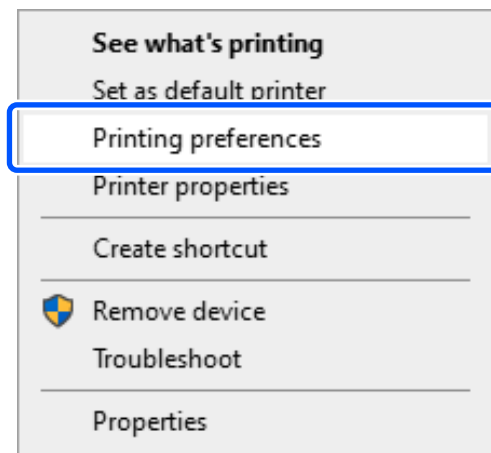 See what's printing
Set as default printer
Printing preferences
Printer properties
Create shortcut
Remove device
Troubleshoot
Properties